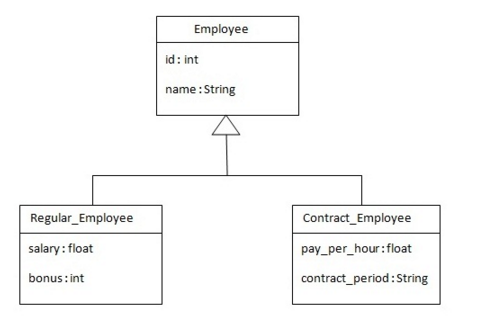 Employee
id : int
name : String
Regular_Employee
salary : float
bonus : int
Contract_Employee
pay_per_hour : float
contract_period : String